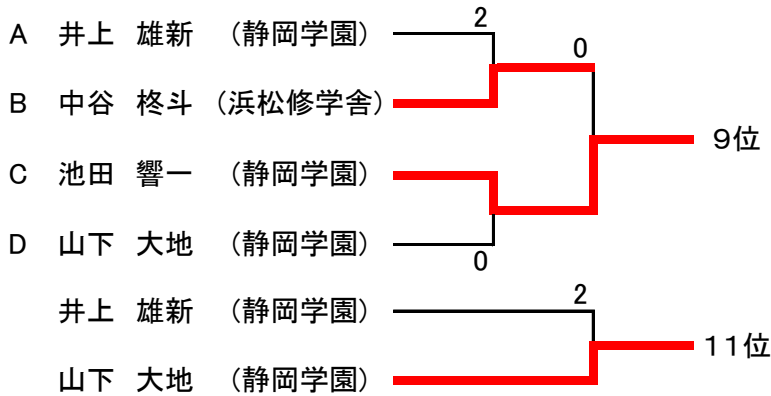 2
A 井上 雄新 (静岡学園)
0
B 中谷 柊斗 (浜松修学舎)
9位
C 池田 響一 (静岡学園)
D 山下 大地 (静岡学園)
0
井上 雄新 (静岡学園)
2
11位
山下 大地 (静岡学園)